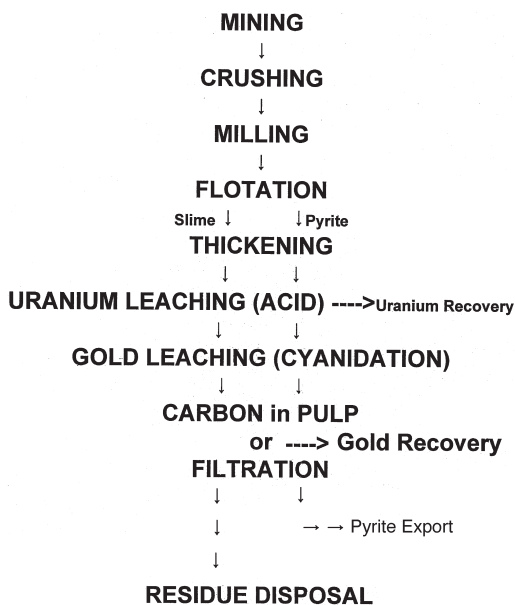 MINING
↓
CRUSHING
↓
MILLING
↓
FLOTATION
Slime ↓ ↓ Pyrite
THICKENING
↓ ↓
URANIUM LEACHING (ACID) ---->Uranium Recovery
↓ ↓
GOLD LEACHING (CYANIDATION)
↓ ↓
CARBON in PULP
or ----> Gold Recovery
FILTRATION
↓ ↓
↓ → → Pyrite Export
↓
RESIDUE DISPOSAL